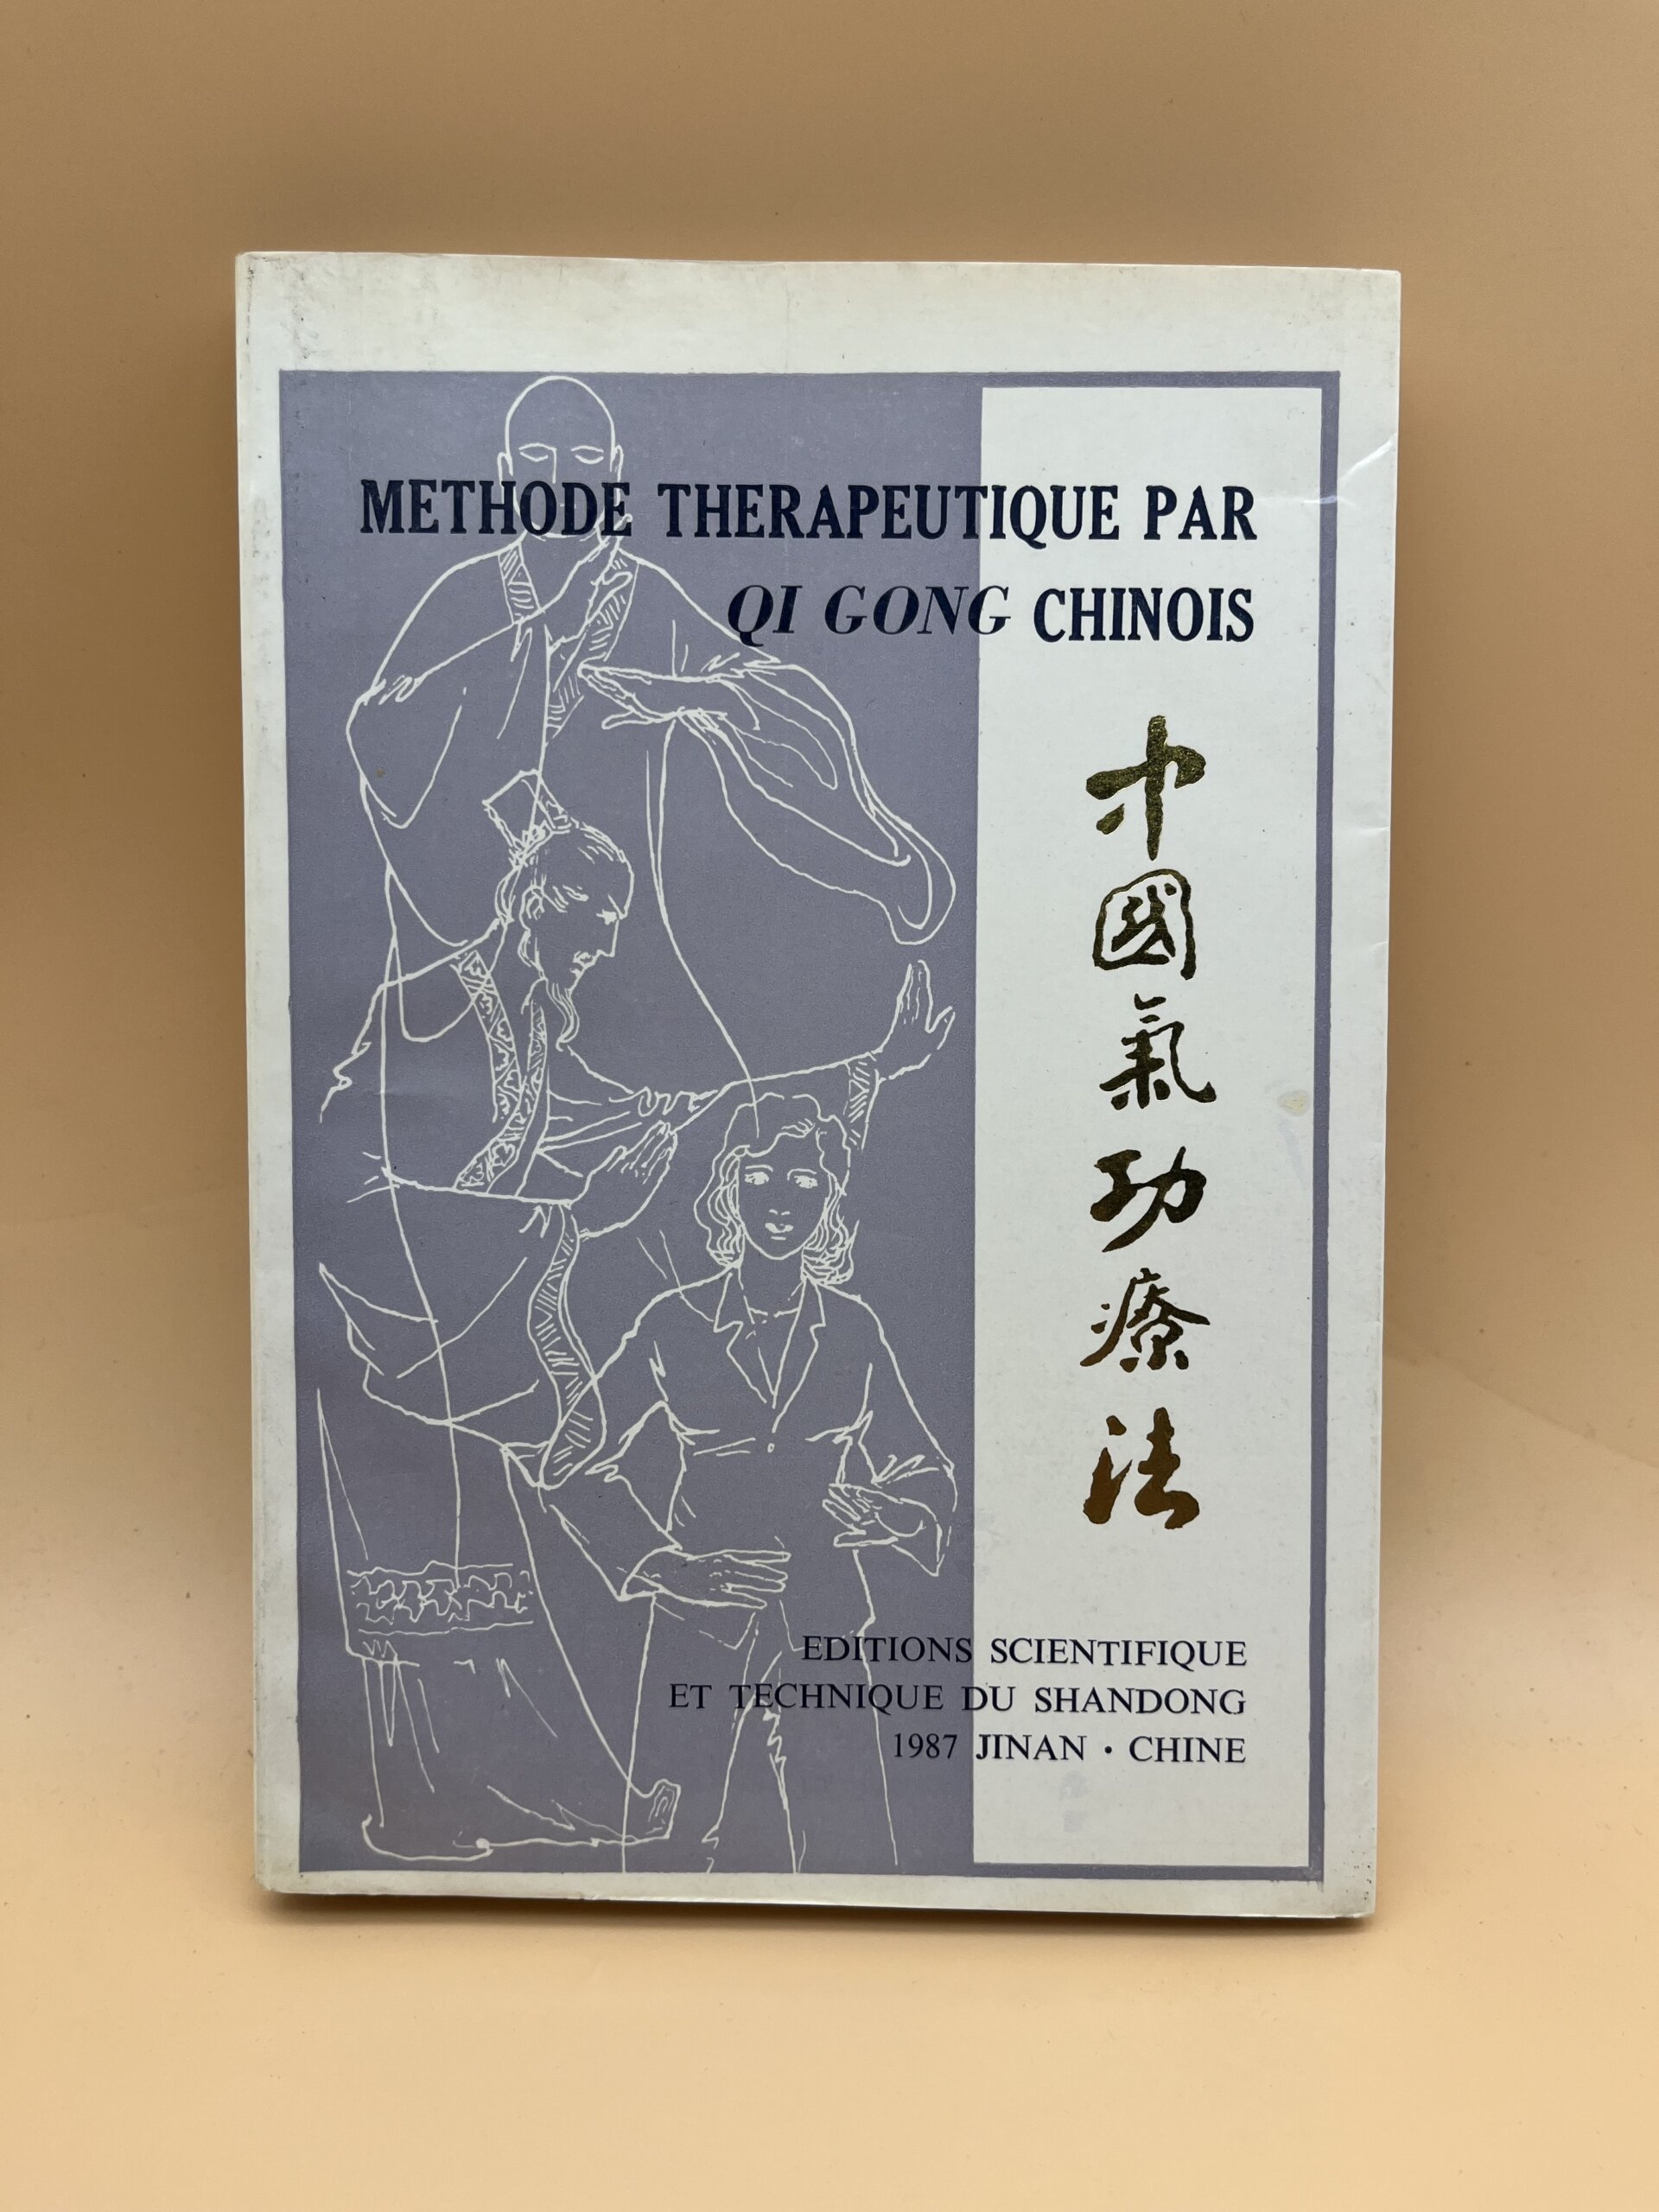 METHODE THERAPEUTIQUE PAR
QI GONG CHINOIS
中國氣功療法
EDITIONS SCIENTIFIQUE
ET TECHNIQUE DU SHANDONG
1987 JINAN · CHINE